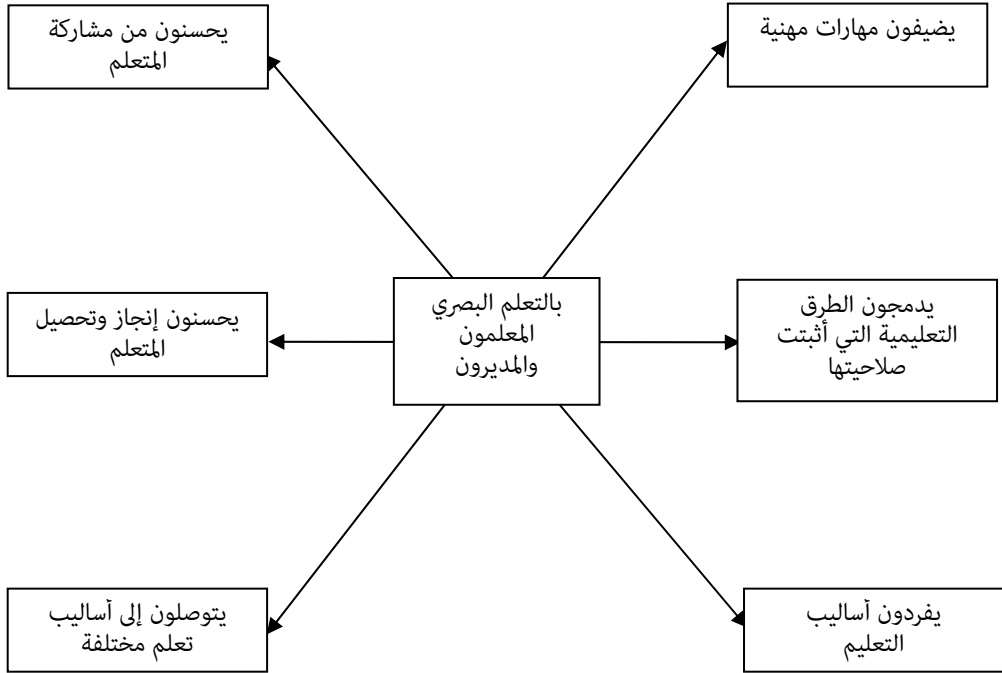 يضيفون مهارات مهنية
يحسنون من مشاركة
المتعلم
بالتعلم البصري
المعلمون
والمديرون
يدمجون الطرق
التعليمية التي أثبتت
صلاحيتها
يحسنون إنجاز وتحصيل
المتعلم
يفردون أساليب
التعليم
يتوصلون إلى أساليب
تعلم مختلفة